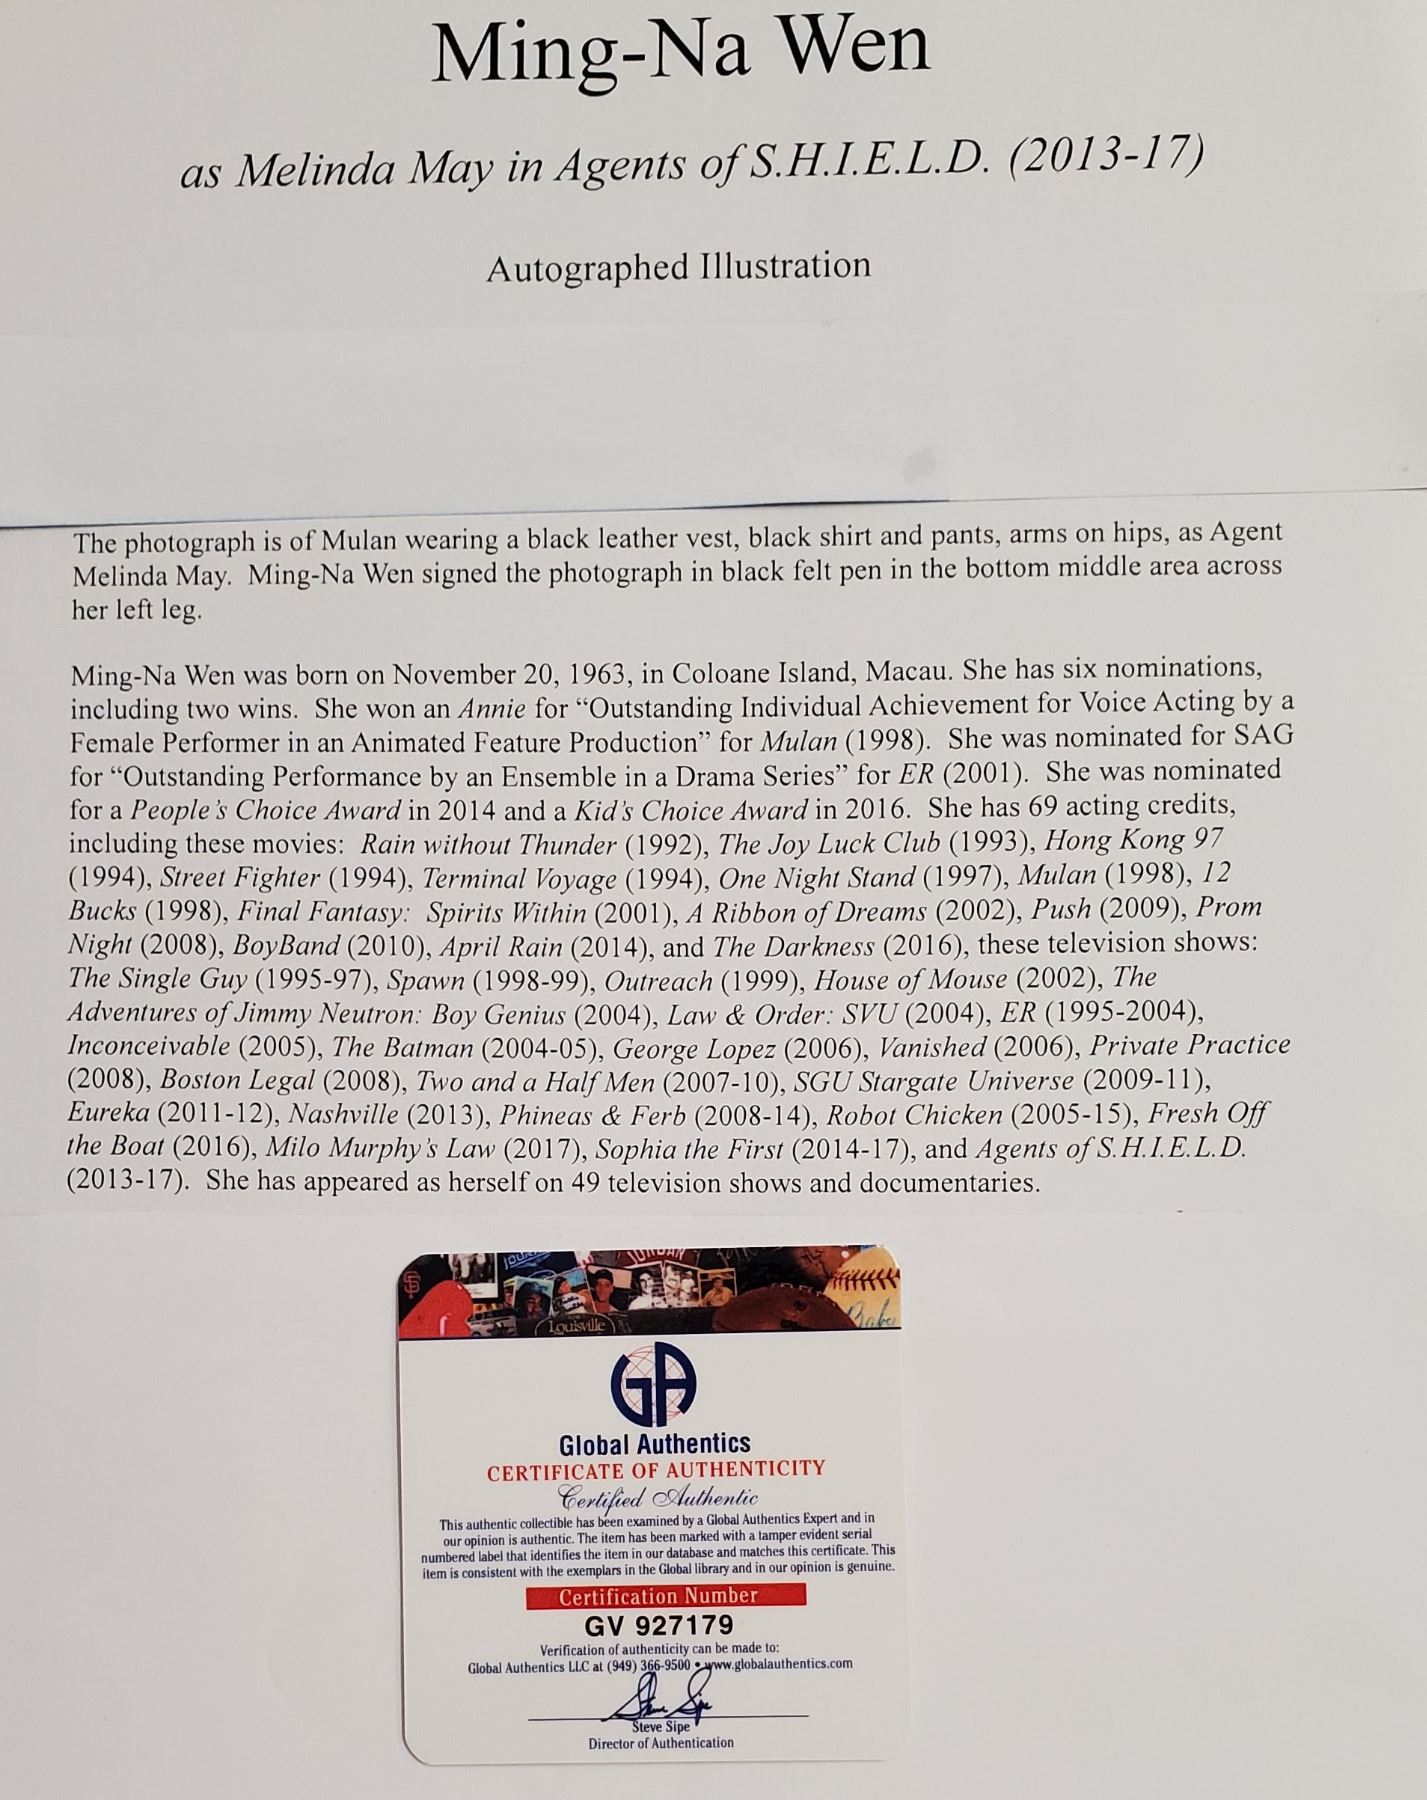 Ming-Na Wen
as Melinda May in Agents of S.H.I.E.L.D. (2013-17)
Autographed Illustration
The photograph is of Mulan wearing a black leather vest, black shirt and pants, arms on hips, as Agent
Melinda May. Ming-Na Wen signed the photograph in black felt pen in the bottom middle area across
her left leg.
Ming-Na Wen was born on November 20, 1963, in Coloane Island, Macau. She has six nominations,
including two wins. She won an Annie for “Outstanding Individual Achievement for Voice Acting by a
Female Performer in an Animated Feature Production” for Mulan (1998). She was nominated for SAG
for “Outstanding Performance by an Ensemble in a Drama Series” for ER (2001). She was nominated
for a People’s Choice Award in 2014 and a Kid’s Choice Award in 2016. She has 69 acting credits,
including these movies: Rain without Thunder (1992), The Joy Luck Club (1993), Hong Kong 97
(1994), Street Fighter (1994), Terminal Voyage (1994), One Night Stand (1997), Mulan (1998), 12
Bucks (1998), Final Fantasy: Spirits Within (2001), A Ribbon of Dreams (2002), Push (2009), Prom
Night (2008), BoyBand (2010), April Rain (2014), and The Darkness (2016), these television shows:
The Single Guy (1995-97), Spawn (1998-99), Outreach (1999), House of Mouse (2002), The
Adventures of Jimmy Neutron: Boy Genius (2004), Law & Order: SVU (2004), ER (1995-2004),
Inconceivable (2005), The Batman (2004-05), George Lopez (2006), Vanished (2006), Private Practice
(2008), Boston Legal (2008), Two and a Half Men (2007-10), SGU Stargate Universe (2009-11),
Eureka (2011-12), Nashville (2013), Phineas & Ferb (2008-14), Robot Chicken (2005-15), Fresh Off
the Boat (2016), Milo Murphy’s Law (2017), Sophia the First (2014-17), and Agents of S.H.I.E.L.D.
(2013-17). She has appeared as herself on 49 television shows and documentaries.
JORDAN
SF
Louisville
Babe
GA
Global Authentics
CERTIFICATE OF AUTHENTICITY
Certified Authentic
This authentic collectible has been examined by a Global Authentics Expert and in
our opinion is authentic. The item has been marked with a tamper evident serial
numbered label that identifies the item in our database and matches this certificate. This
item is consistent with the exemplars in the Global library and in our opinion is genuine.
Certification Number
GV 927179
Verification of authenticity can be made to:
Global Authentics LLC at (949) 366-9500 • www.globalauthentics.com
Steve Sipe
Steve Sipe
Director of Authentication